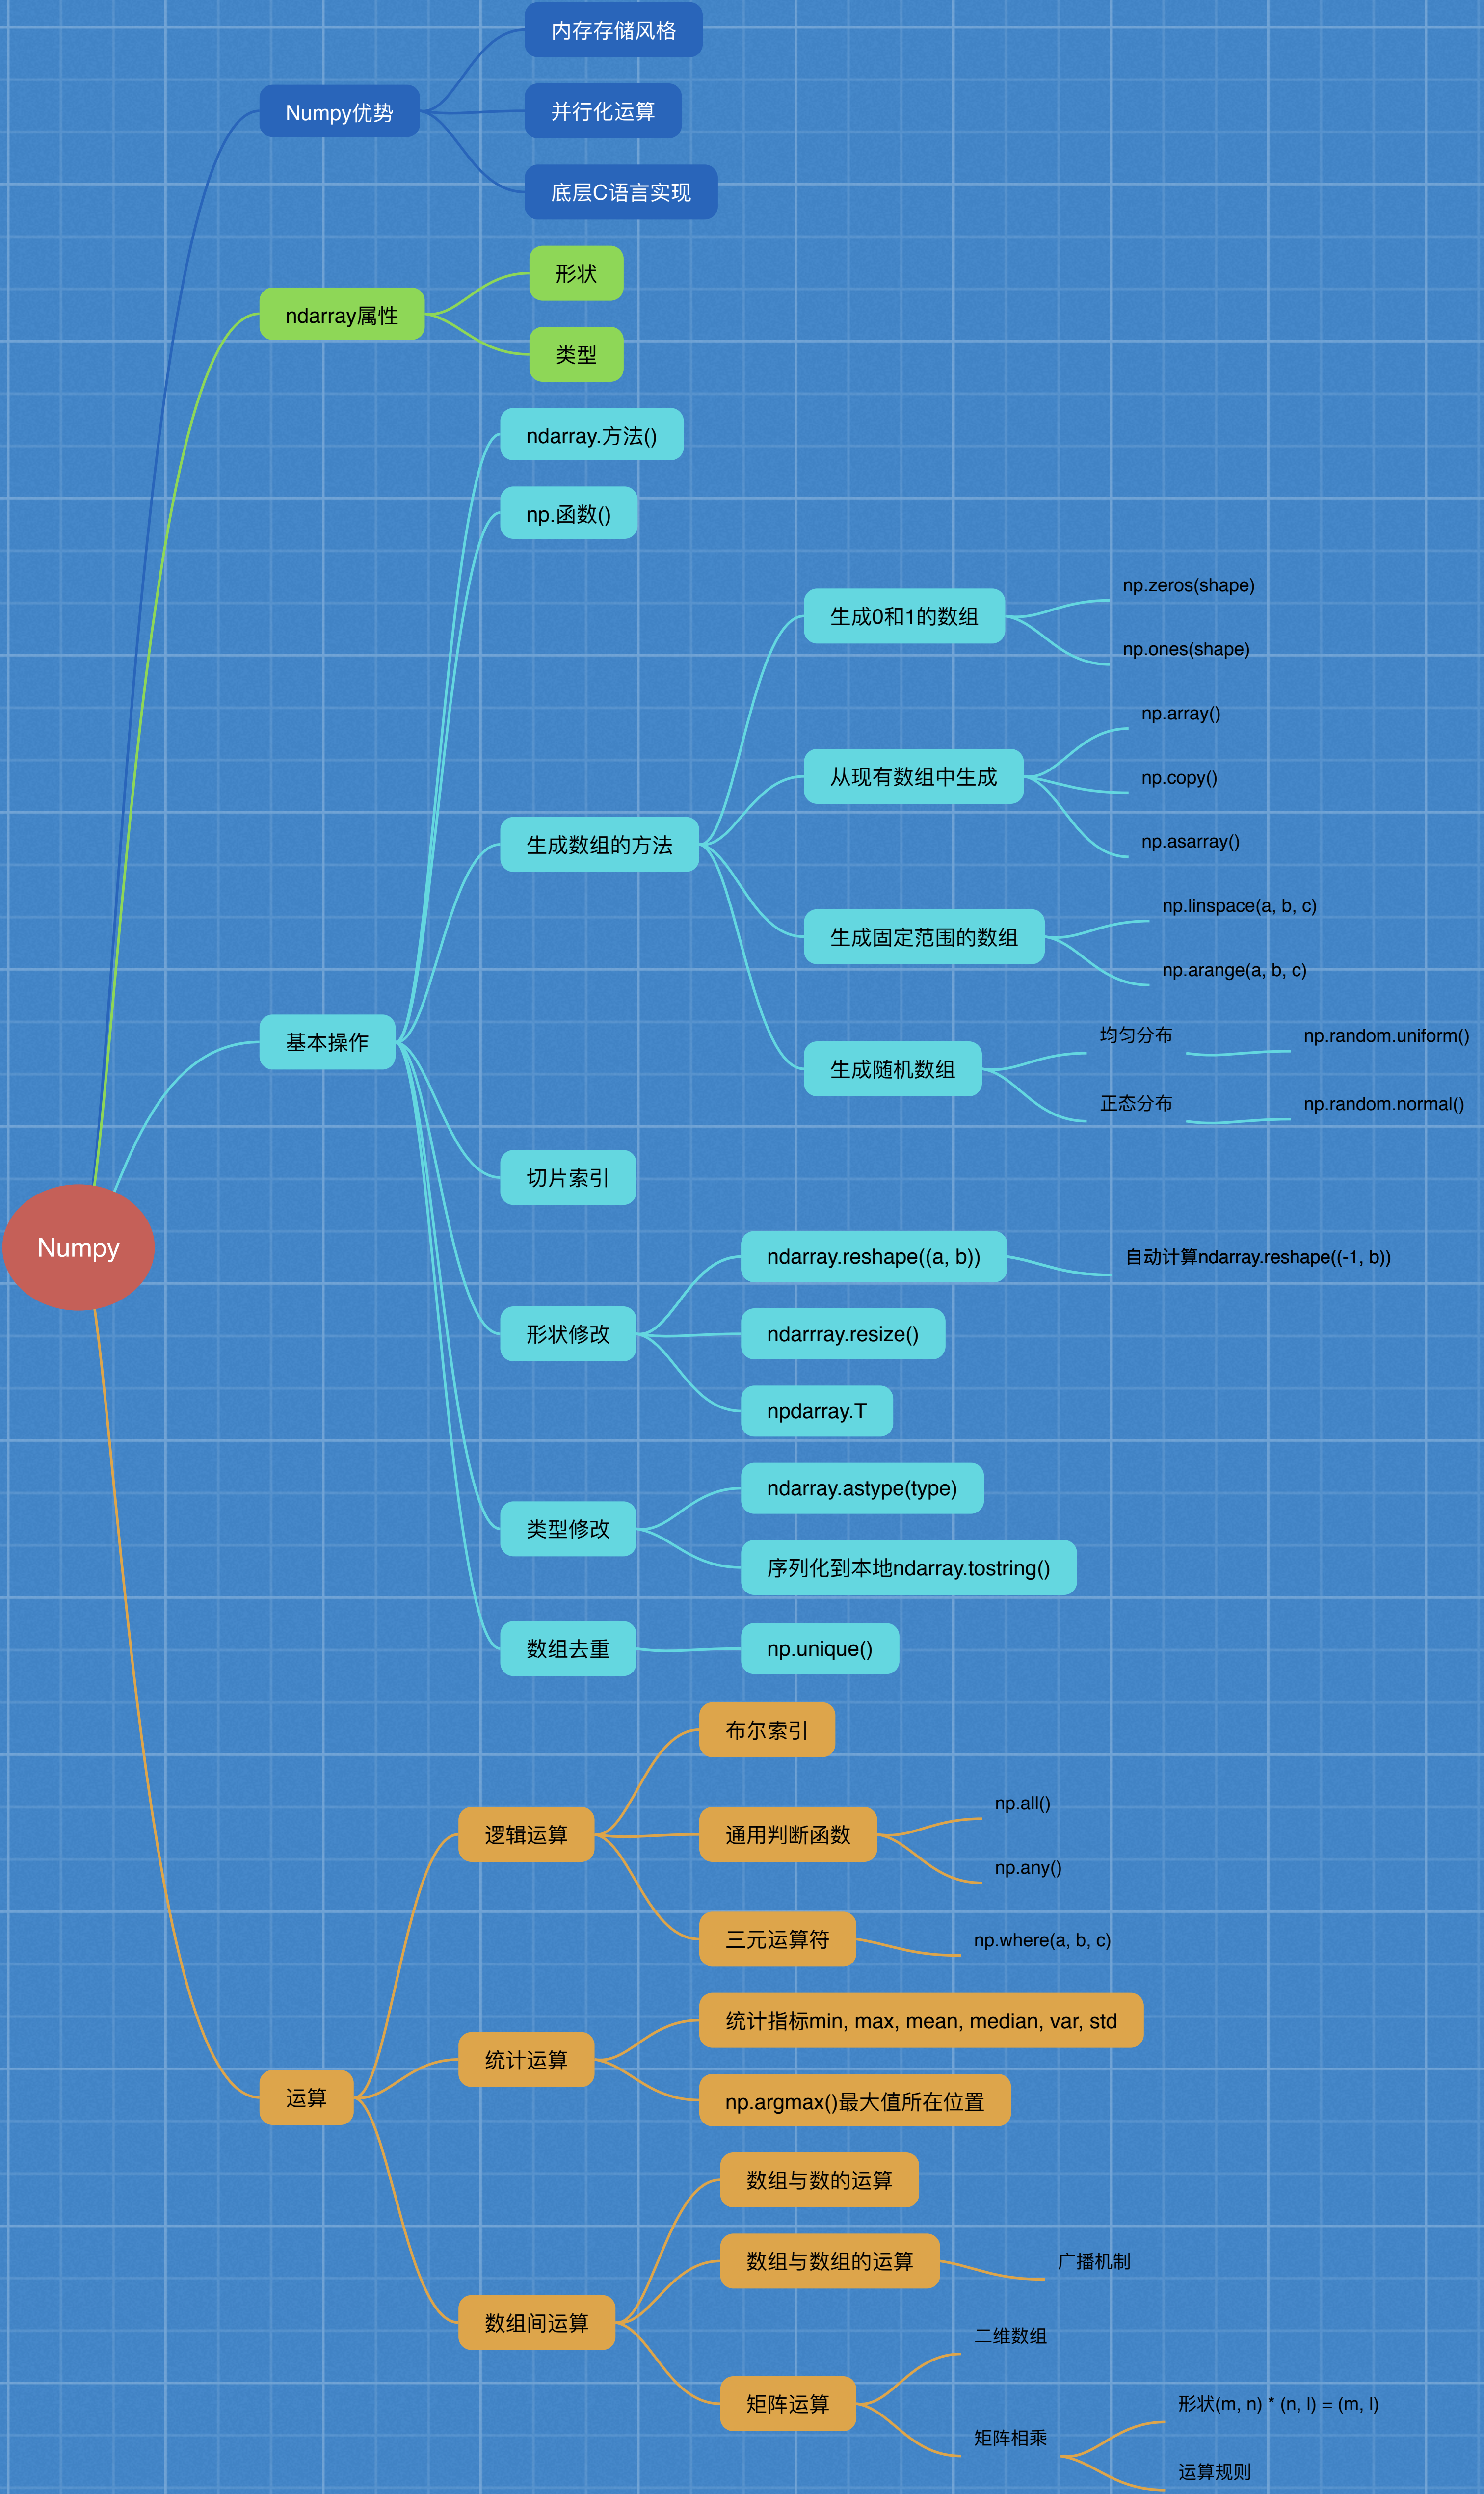 内存存储风格
Numpy优势
并行化运算
底层C语言实现
形状
ndarray属性
类型
ndarray.方法()
np.函数()
np.zeros(shape)
生成0和1的数组
np.ones(shape)
np.array()
从现有数组中生成
np.copy()
np.asarray()
生成数组的方法
np.linspace(a, b, c)
生成固定范围的数组
np.arange(a, b, c)
均匀分布
np.random.uniform()
生成随机数组
正态分布
np.random.normal()
基本操作
切片索引
Numpy
ndarray.reshape((a, b))
自动计算ndarray.reshape((-1, b))
形状修改
ndarrray.resize()
npdarray.T
ndarray.astype(type)
类型修改
序列化到本地ndarray.tostring()
数组去重
np.unique()
布尔索引
逻辑运算
通用判断函数
np.all()
np.any()
三元运算符
np.where(a, b, c)
统计指标min, max, mean, median, var, std
统计运算
np.argmax()最大值所在位置
运算
数组与数的运算
数组与数组的运算
广播机制
数组间运算
二维数组
矩阵运算
矩阵相乘
形状(m, n) * (n, l) = (m, l)
运算规则